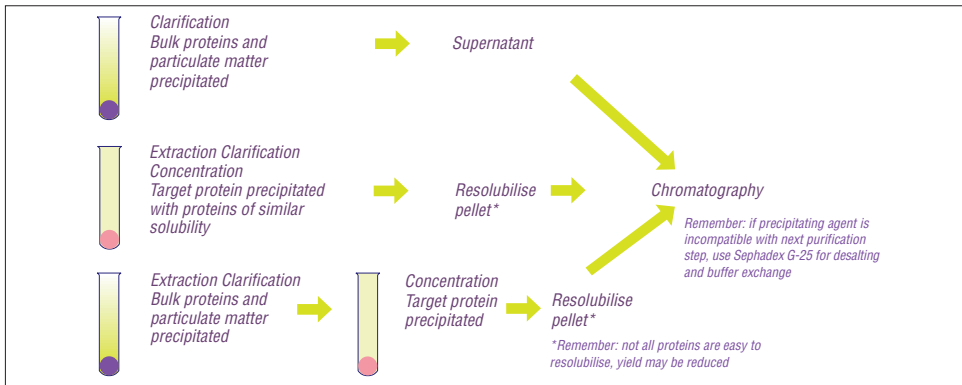 Clarification
Bulk proteins and
particulate matter
precipitated
Supernatant
Extraction Clarification
Concentration
Target protein precipitated
with proteins of similar
solubility
Resolubilise
pellet*
Chromatography
Remember: if precipitating agent is
incompatible with next purification
step, use Sephadex G-25 for desalting
and buffer exchange
Extraction Clarification
Bulk proteins and
particulate matter
precipitated
Concentration
Target protein
precipitated
Resolubilise
pellet*
*Remember: not all proteins are easy to
resolubilise, yield may be reduced